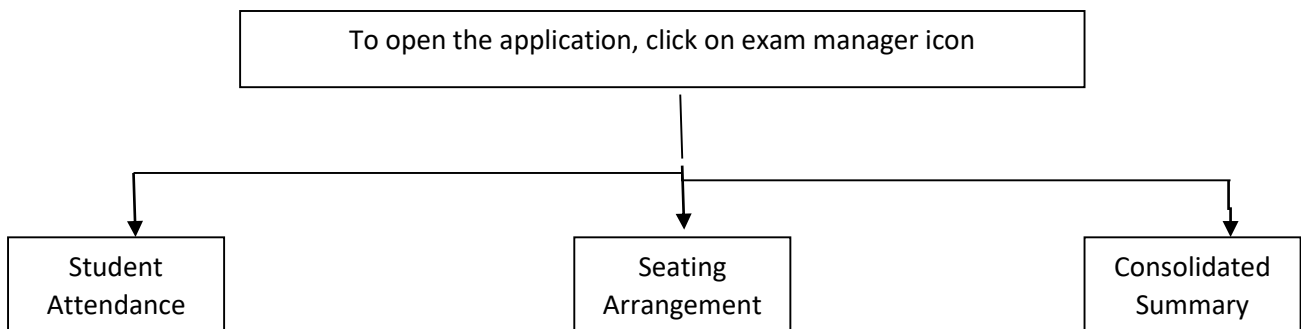 To open the application, click on exam manager icon
Student
Attendance
Seating
Arrangement
Consolidated
Summary